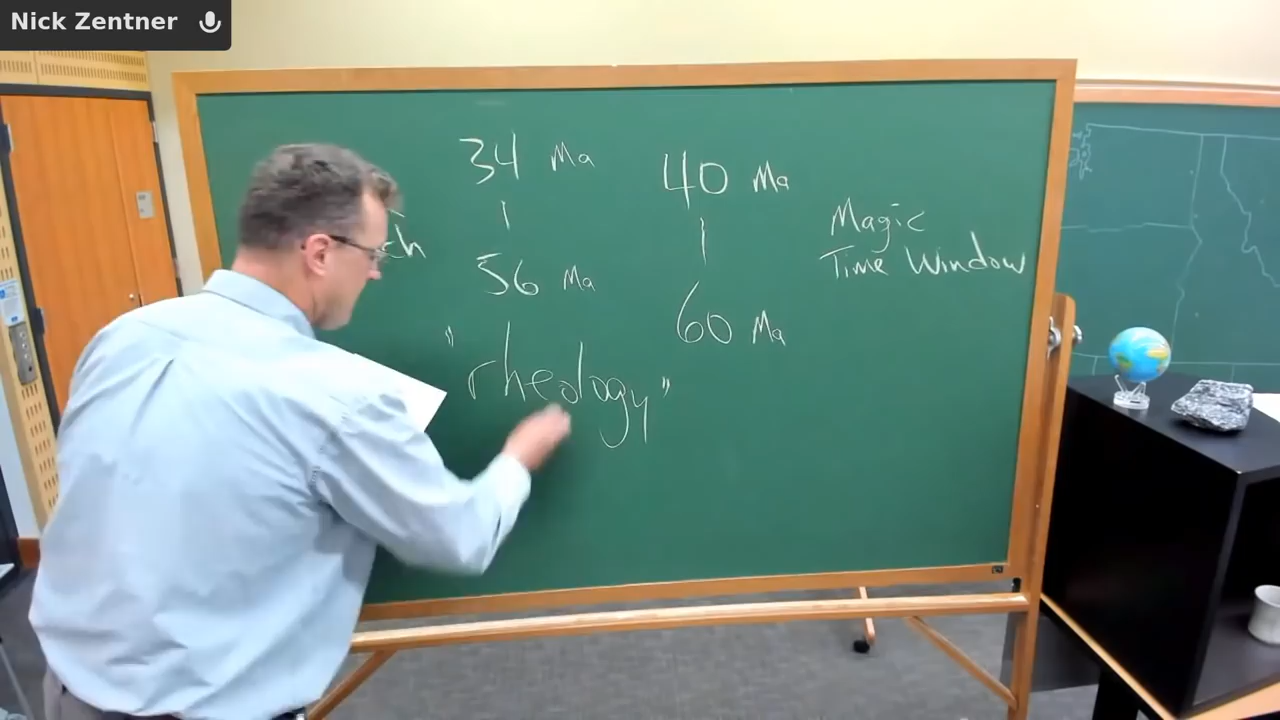 Nick Zentner
34 Ma
40 Ma
Magic
Time Window
56 Ma
60 Ma
"rheology"